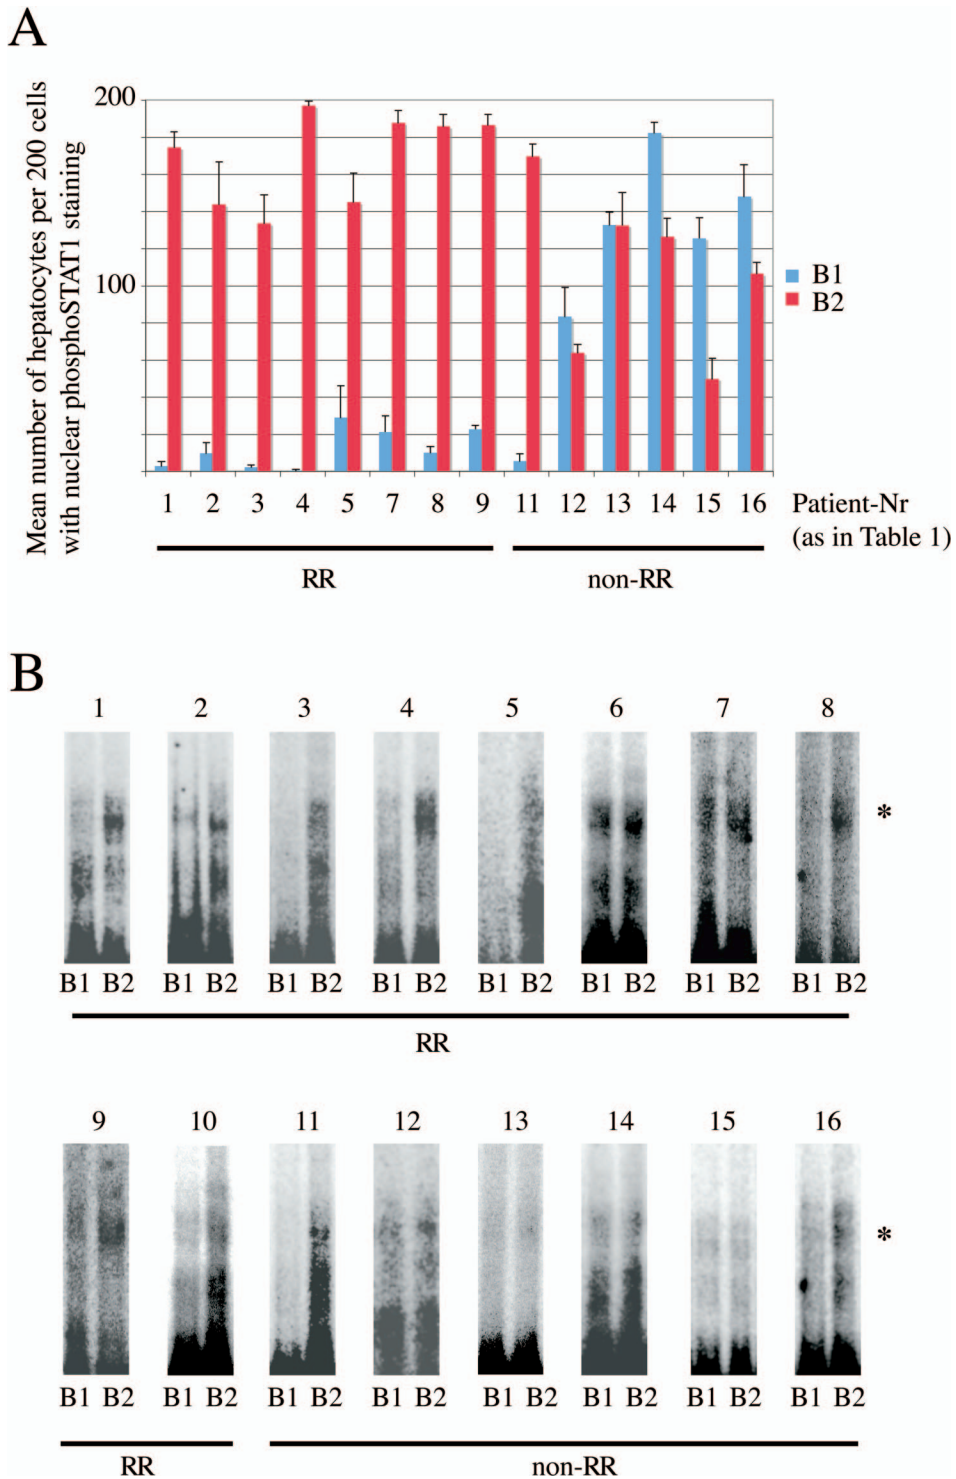 A
Mean number of hepatocytes per 200 cells
with nuclear phosphoSTAT1 staining
200
100
B1
B2
1 2 3 4 5 7 8 9 11 12 13 14 15 16 Patient-Nr
(as in Table 1)
RR non-RR
B
1 2 3 4 5 6 7 8
*
B1 B2 B1 B2 B1 B2 B1 B2 B1 B2 B1 B2 B1 B2 B1 B2
RR
9 10 11 12 13 14 15 16
*
B1 B2 B1 B2 B1 B2 B1 B2 B1 B2 B1 B2 B1 B2 B1 B2
RR non-RR